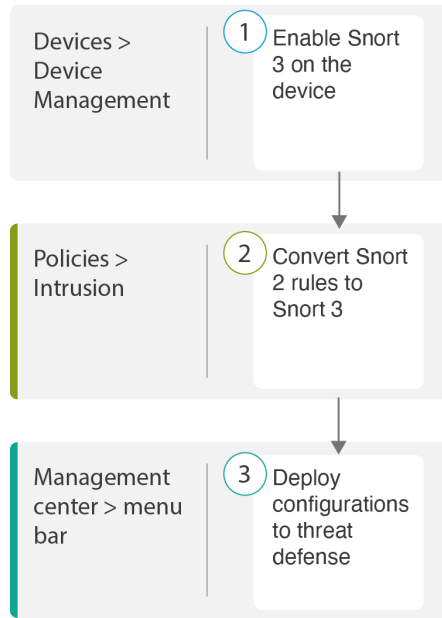 Devices >
Device
Management
1
Enable Snort
3 on the
device
Policies >
Intrusion
2
Convert Snort
2 rules to
Snort 3
Management
center > menu
bar
3
Deploy
configurations
to threat
defense